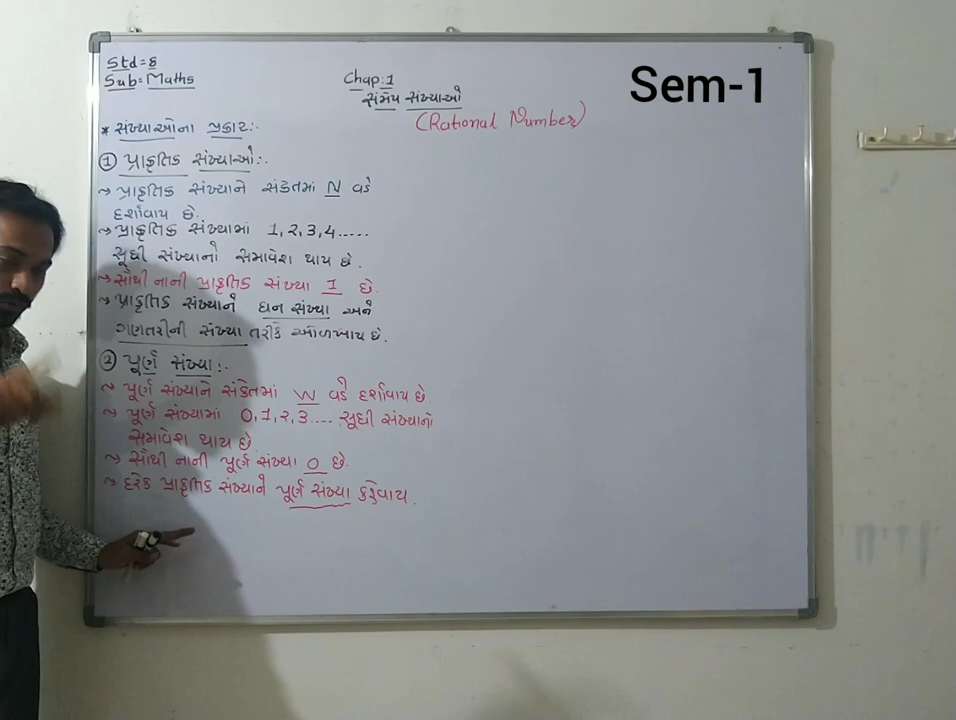 Std = 8
Sub = Maths
Chap:1
સંમેય સંખ્યાઓ
(Rational Number)
Sem-1
* સંખ્યાઓના પ્રકાર:-
① પ્રાકૃતિક સંખ્યાઓ:-
→ પ્રાકૃતિક સંખ્યાને સંકેતમાં N વડે
દર્શાવાય છે.
→ પ્રાકૃતિક સંખ્યામાં 1, 2, 3, 4.....
સુધી સંખ્યાનો સમાવેશ થાય છે.
→ સૌથી નાની પ્રાકૃતિક સંખ્યા 1 છે.
→ પ્રાકૃતિક સંખ્યાને ધન સંખ્યા અને
ગણતરીની સંખ્યા તરીકે ઓળખાય છે.
② પૂર્ણ સંખ્યા:-
→ પૂર્ણ સંખ્યાને સંકેતમાં W વડે દર્શાવાય છે.
→ પૂર્ણ સંખ્યામાં 0, 1, 2, 3.... સુધી સંખ્યાનો
સમાવેશ થાય છે.
→ સૌથી નાની પૂર્ણ સંખ્યા 0 છે.
→ દરેક પ્રાકૃતિક સંખ્યાને પૂર્ણ સંખ્યા કહેવાય.